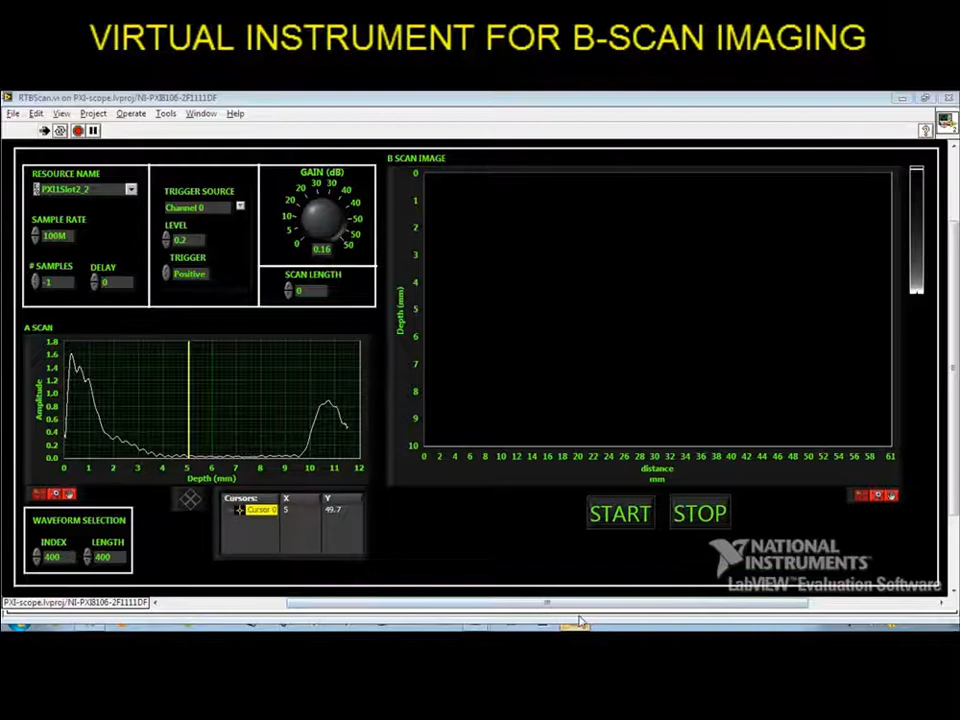 VIRTUAL INSTRUMENT FOR B-SCAN IMAGING
RTBScan.vi on PXI-scope.lvproj/NI-PXI8106-2F1111DF
File Edit View Project Operate Tools Window Help
RESOURCE NAME
PXI1Slot2_2
SAMPLE RATE
100M
# SAMPLES DELAY
-1 0
TRIGGER SOURCE
Channel 0
LEVEL
0.2
TRIGGER
Positive
GAIN (dB)
0 5 10 20 20 30 30 40 40 50 50 50
0.16
SCAN LENGTH
0
A SCAN
Amplitude
1.8
1.6
1.4
1.2
1.0
0.8
0.6
0.4
0.2
0.0
0 1 2 3 4 5 6 7 8 9 10 11 12
Depth (mm)
Cursors: X Y
Cursor 0 5 49.7
WAVEFORM SELECTION
INDEX LENGTH
400 400
B SCAN IMAGE
Depth (mm)
0
1
2
3
4
5
6
7
8
9
10
0 2 4 6 8 10 12 14 16 18 20 22 24 26 28 30 32 34 36 38 40 42 44 46 48 50 52 54 56 58 61
distance
mm
START STOP
NATIONAL
INSTRUMENTS
LabVIEW™ Evaluation Software
PXI-scope.lvproj/NI-PXI8106-2F1111DF